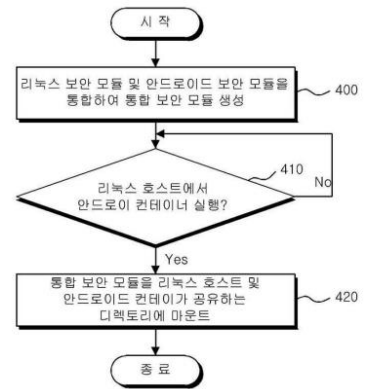 시 작
리눅스 보안 모듈 및 안드로이드 보안 모듈을
통합하여 통합 보안 모듈 생성
400
410
리눅스 호스트에서
안드로이 컨테이너 실행?
No
Yes
통합 보안 모듈을 리눅스 호스트 및
안드로이드 컨테이가 공유하는
디렉토리에 마운트
420
종 료